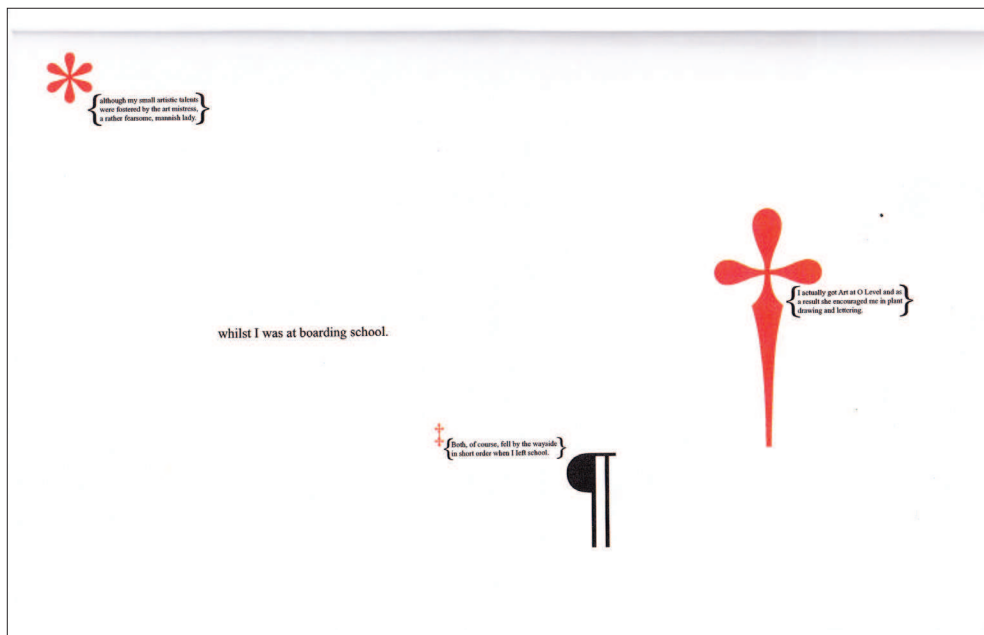 *
{although my small artistic talents
were fostered by the art mistress,
a rather fearsome, mannish lady.}
†
{I actually got Art at O Level and as
a result she encouraged me in plant
drawing and lettering.}
whilst I was at boarding school.
‡
{Both, of course, fell by the wayside
in short order when I left school.}
¶